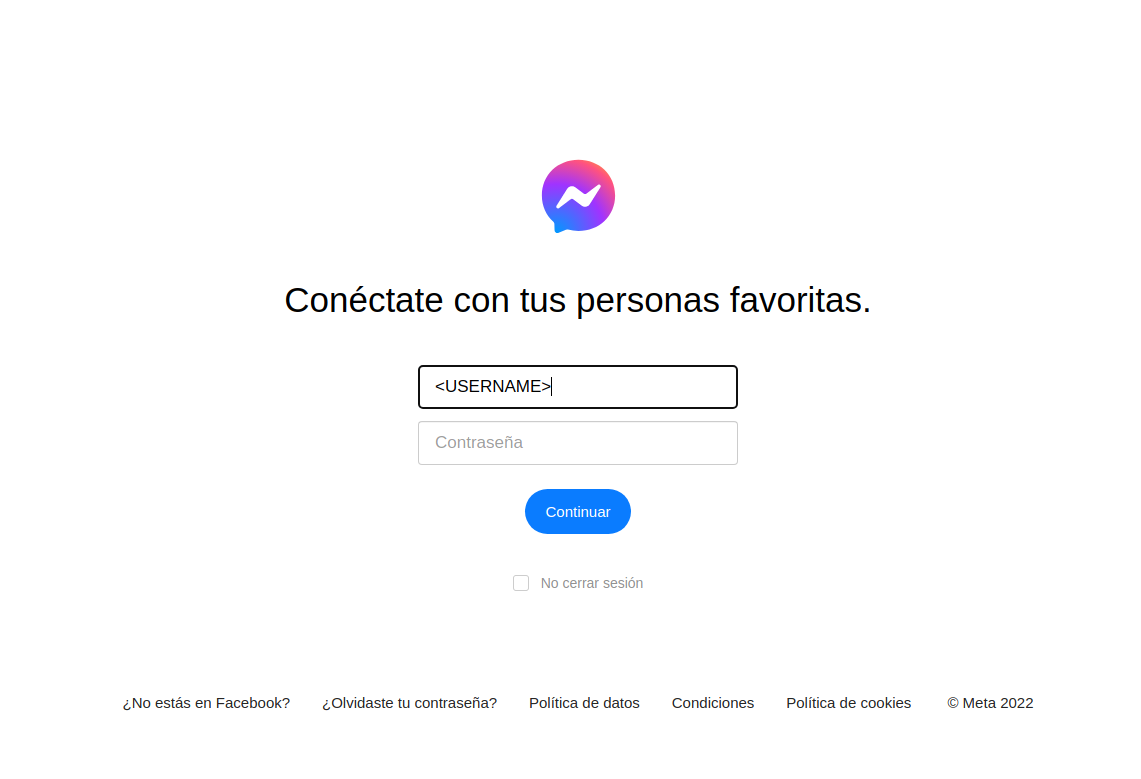 Conéctate con tus personas favoritas.
<USERNAME>
Contraseña
Continuar
No cerrar sesión
¿No estás en Facebook? ¿Olvidaste tu contraseña? Política de datos Condiciones Política de cookies © Meta 2022